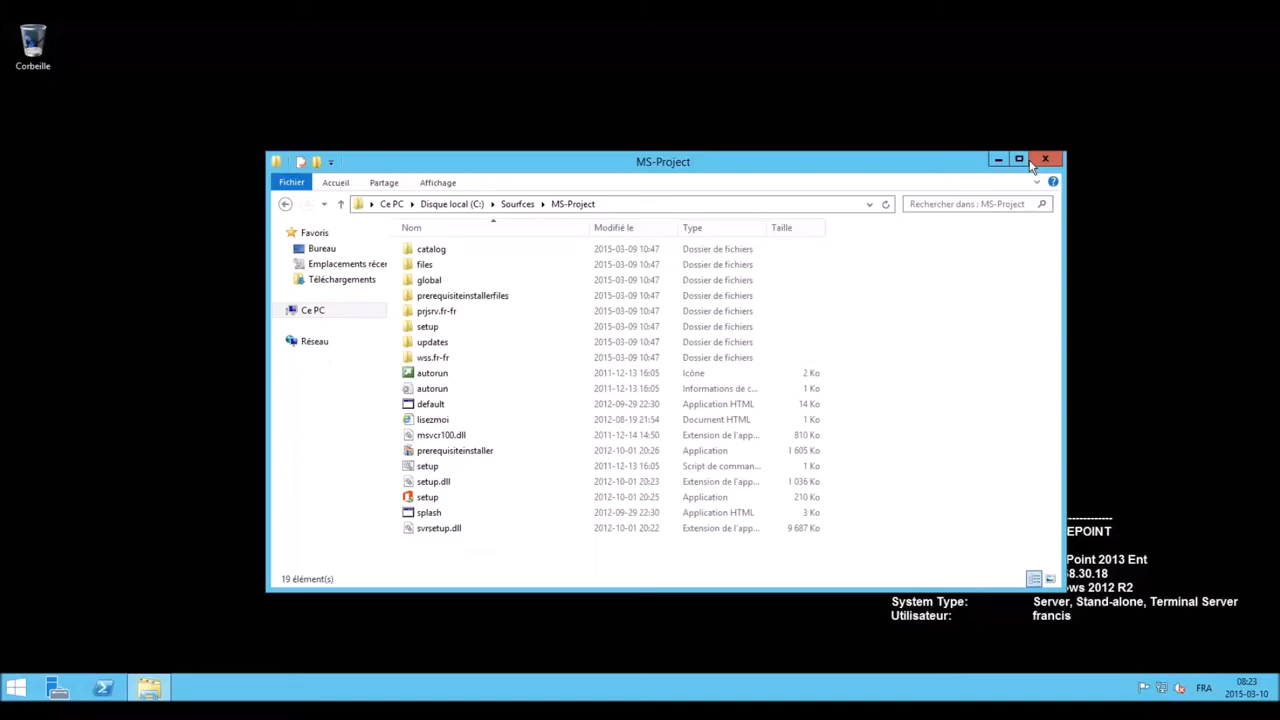 Corbeille
MS-Project
Fichier Accueil Partage Affichage
Ce PC Disque local (C:) Sourfces MS-Project Rechercher dans : MS-Project
Nom Modifié le Type Taille
Favoris
Bureau
Emplacements récer
Téléchargements
Ce PC
Réseau
catalog 2015-03-09 10:47 Dossier de fichiers
files 2015-03-09 10:47 Dossier de fichiers
global 2015-03-09 10:47 Dossier de fichiers
prerequisiteinstallerfiles 2015-03-09 10:47 Dossier de fichiers
prjsrv.fr-fr 2015-03-09 10:47 Dossier de fichiers
setup 2015-03-09 10:47 Dossier de fichiers
updates 2015-03-09 10:47 Dossier de fichiers
wss.fr-fr 2015-03-09 10:47 Dossier de fichiers
autorun 2011-12-13 16:05 Icône 2 Ko
autorun 2011-12-13 16:05 Informations de c... 1 Ko
default 2012-09-29 22:30 Application HTML 14 Ko
lisezmoi 2012-08-19 21:54 Document HTML 1 Ko
msvcr100.dll 2011-12-14 14:50 Extension de l'app... 810 Ko
prerequisiteinstaller 2012-10-01 20:26 Application 1 605 Ko
setup 2011-12-13 16:05 Script de comman... 1 Ko
setup.dll 2012-10-01 20:23 Extension de l'app... 1 036 Ko
setup 2012-10-01 20:25 Application 210 Ko
splash 2012-09-29 22:30 Application HTML 3 Ko
svrsetup.dll 2012-10-01 20:22 Extension de l'app... 9 687 Ko
19 élément(s)
------------
EPOINT
Point 2013 Ent
8.30.18
ws 2012 R2
System Type: Server, Stand-alone, Terminal Server
Utilisateur: francis
FRA
08:23
2015-03-10